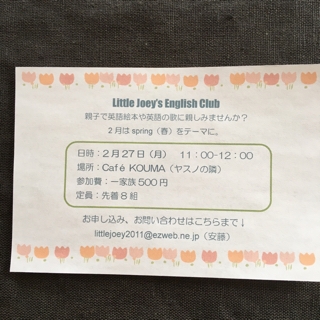 Little Joey's English Club
親子で英語絵本や英語の歌に親しみませんか?
2月は spring（春）をテーマに。
日時：2月27日（月） 11：00-12：00
場所：Café KOUMA（ヤスノの隣）
参加費：一家族500円
定員：先着8組
お申し込み、お問い合わせはこちらまで↓
littlejoey2011@ezweb.ne.jp（安藤）